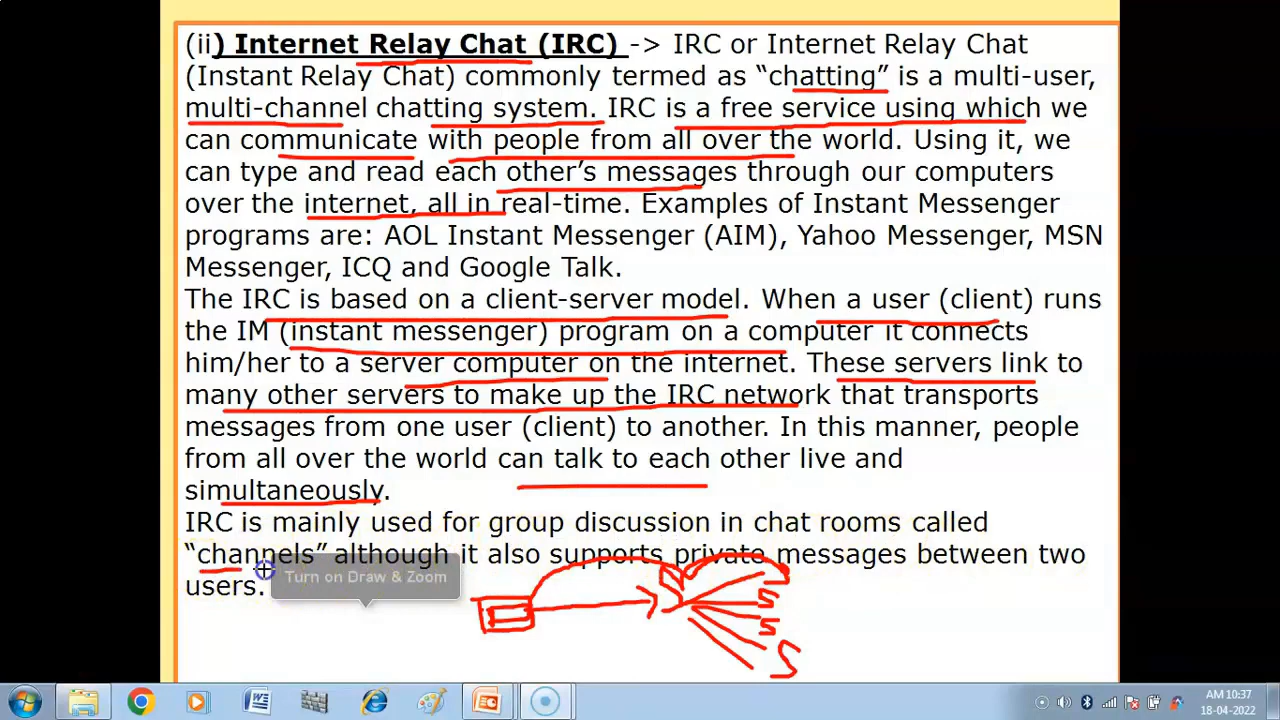 (ii) Internet Relay Chat (IRC) -> IRC or Internet Relay Chat
(Instant Relay Chat) commonly termed as “chatting” is a multi-user,
multi-channel chatting system. IRC is a free service using which we
can communicate with people from all over the world. Using it, we
can type and read each other’s messages through our computers
over the internet, all in real-time. Examples of Instant Messenger
programs are: AOL Instant Messenger (AIM), Yahoo Messenger, MSN
Messenger, ICQ and Google Talk.
The IRC is based on a client-server model. When a user (client) runs
the IM (instant messenger) program on a computer it connects
him/her to a server computer on the internet. These servers link to
many other servers to make up the IRC network that transports
messages from one user (client) to another. In this manner, people
from all over the world can talk to each other live and
simultaneously.
IRC is mainly used for group discussion in chat rooms called
“channels” although it also supports private messages between two
users.
Turn on Draw & Zoom
S
S
S
S
AM 10:37
18-04-2022